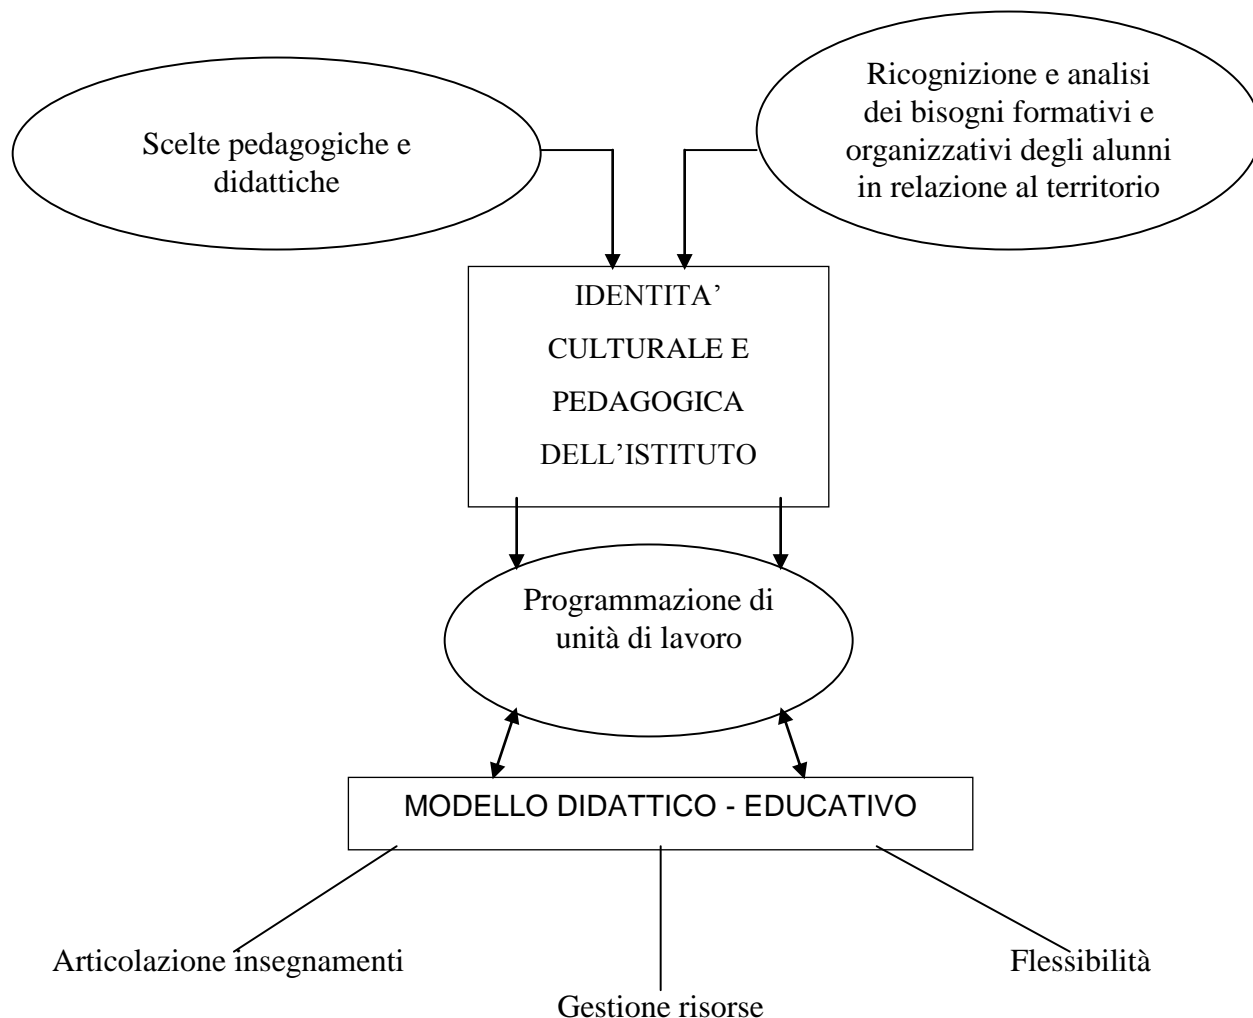 Scelte pedagogiche e
didattiche
Ricognizione e analisi
dei bisogni formativi e
organizzativi degli alunni
in relazione al territorio
IDENTITA’
CULTURALE E
PEDAGOGICA
DELL’ISTITUTO
Programmazione di
unità di lavoro
MODELLO DIDATTICO - EDUCATIVO
Articolazione insegnamenti
Flessibilità
Gestione risorse